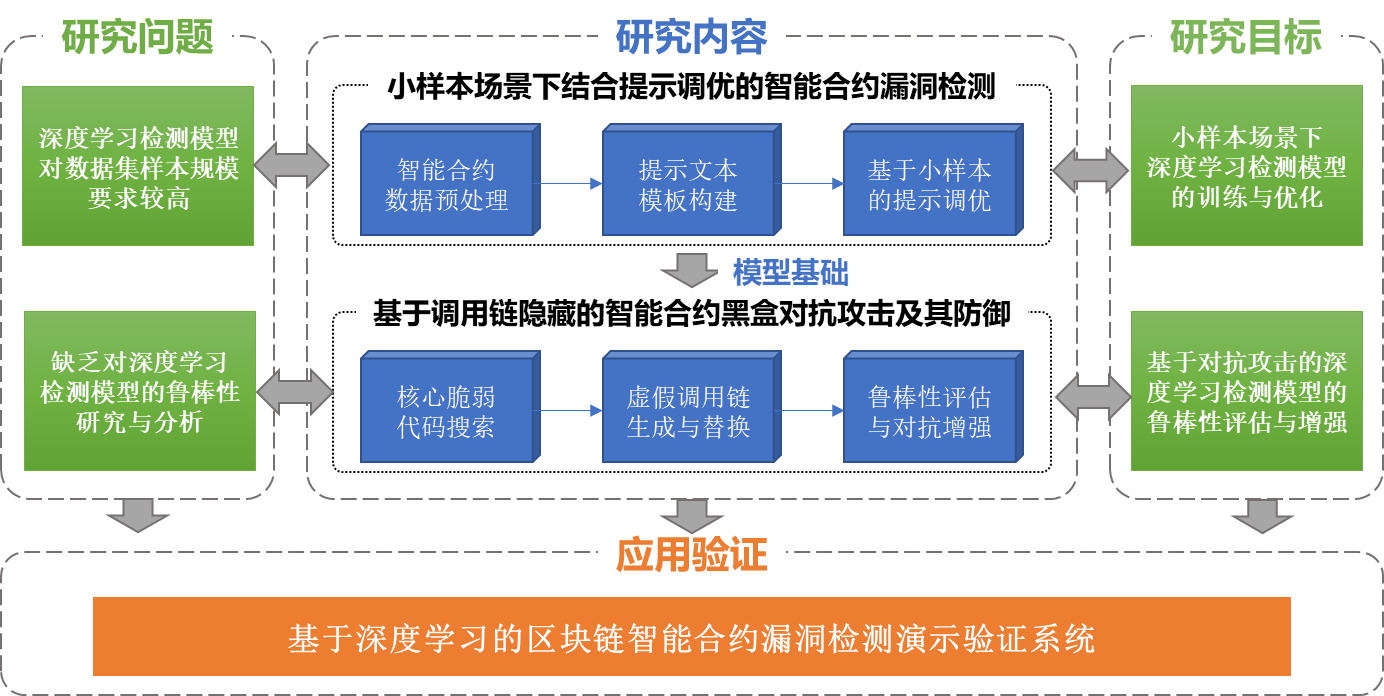 研究问题
研究内容
研究目标
小样本场景下结合提示调优的智能合约漏洞检测
深度学习检测模型
对数据集样本规模
要求较高
智能合约
数据预处理
提示文本
模板构建
基于小样本
的提示调优
小样本场景下
深度学习检测模型
的训练与优化
模型基础
基于调用链隐藏的智能合约黑盒对抗攻击及其防御
缺乏对深度学习
检测模型的鲁棒性
研究与分析
核心脆弱
代码搜索
虚假调用链
生成与替换
鲁棒性评估
与对抗增强
基于对抗攻击的深
度学习检测模型的
鲁棒性评估与增强
应用验证
基于深度学习的区块链智能合约漏洞检测演示验证系统